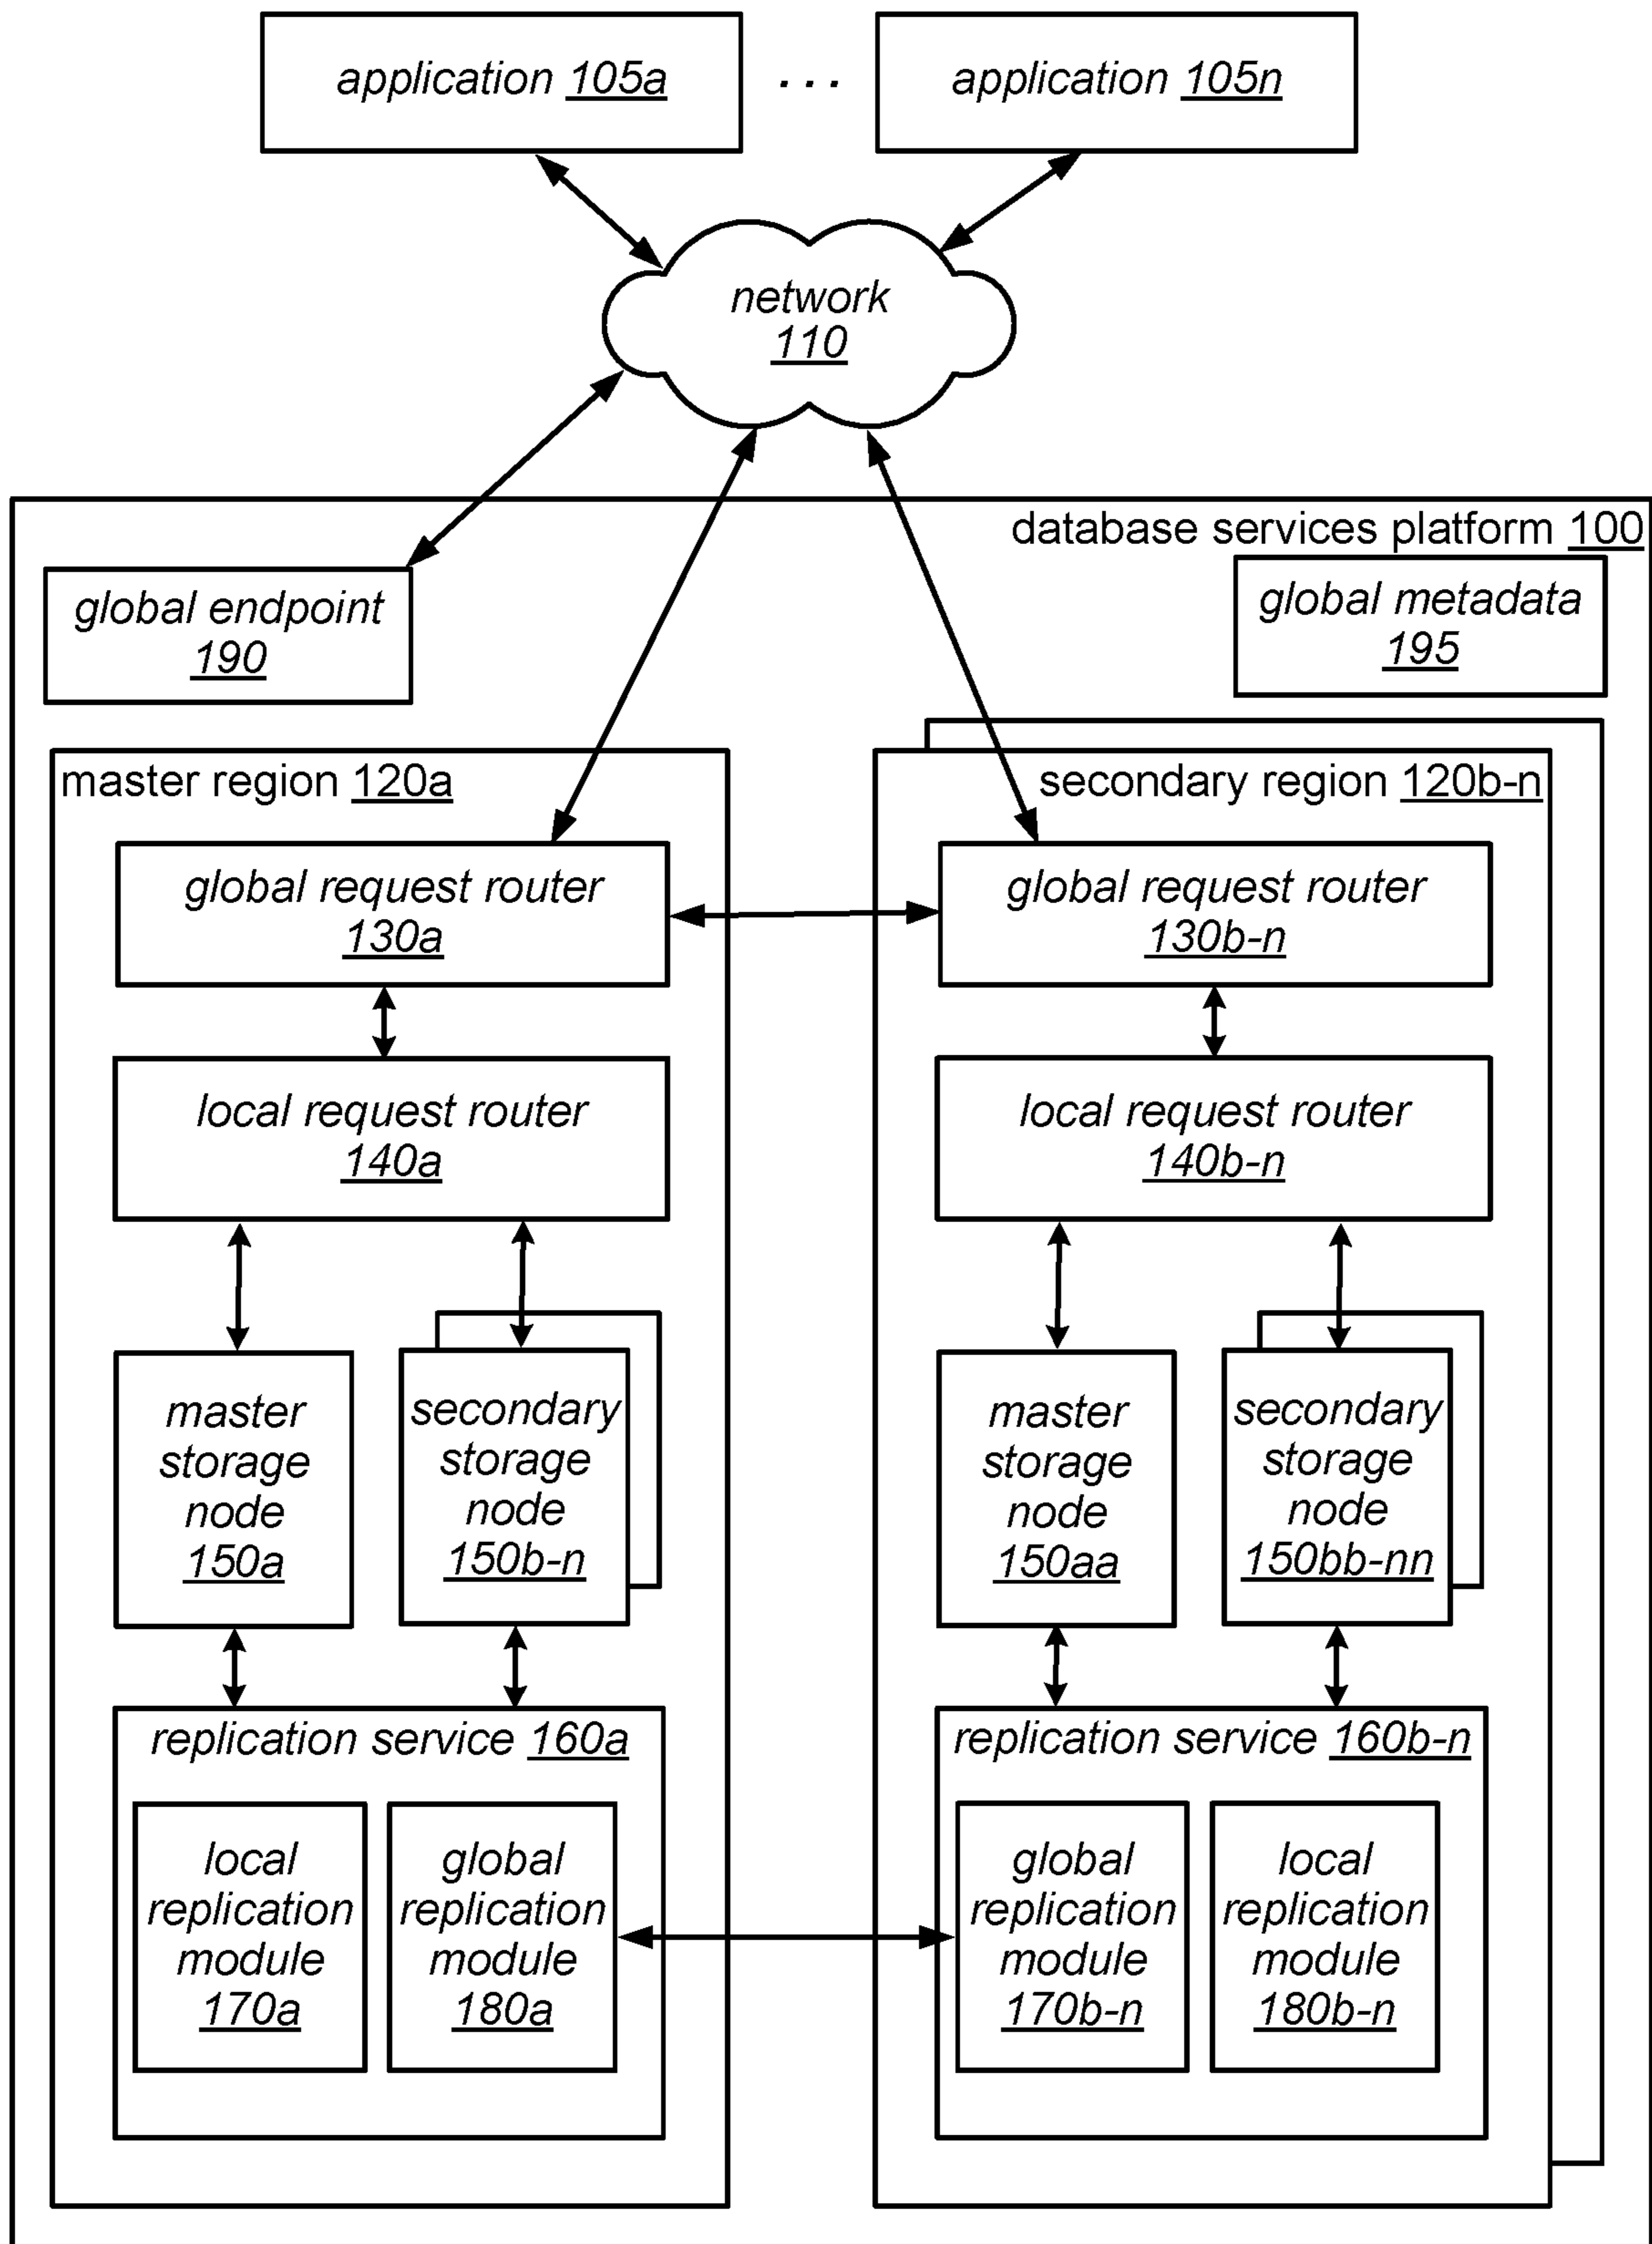 application 105a
. . .
application 105n
network
110
database services platform 100
global endpoint
190
global metadata
195
master region 120a
secondary region 120b-n
global request router
130a
global request router
130b-n
local request router
140a
local request router
140b-n
master
storage
node
150a
secondary
storage
node
150b-n
master
storage
node
150aa
secondary
storage
node
150bb-nn
replication service 160a
replication service 160b-n
local
replication
module
170a
global
replication
module
180a
global
replication
module
170b-n
local
replication
module
180b-n